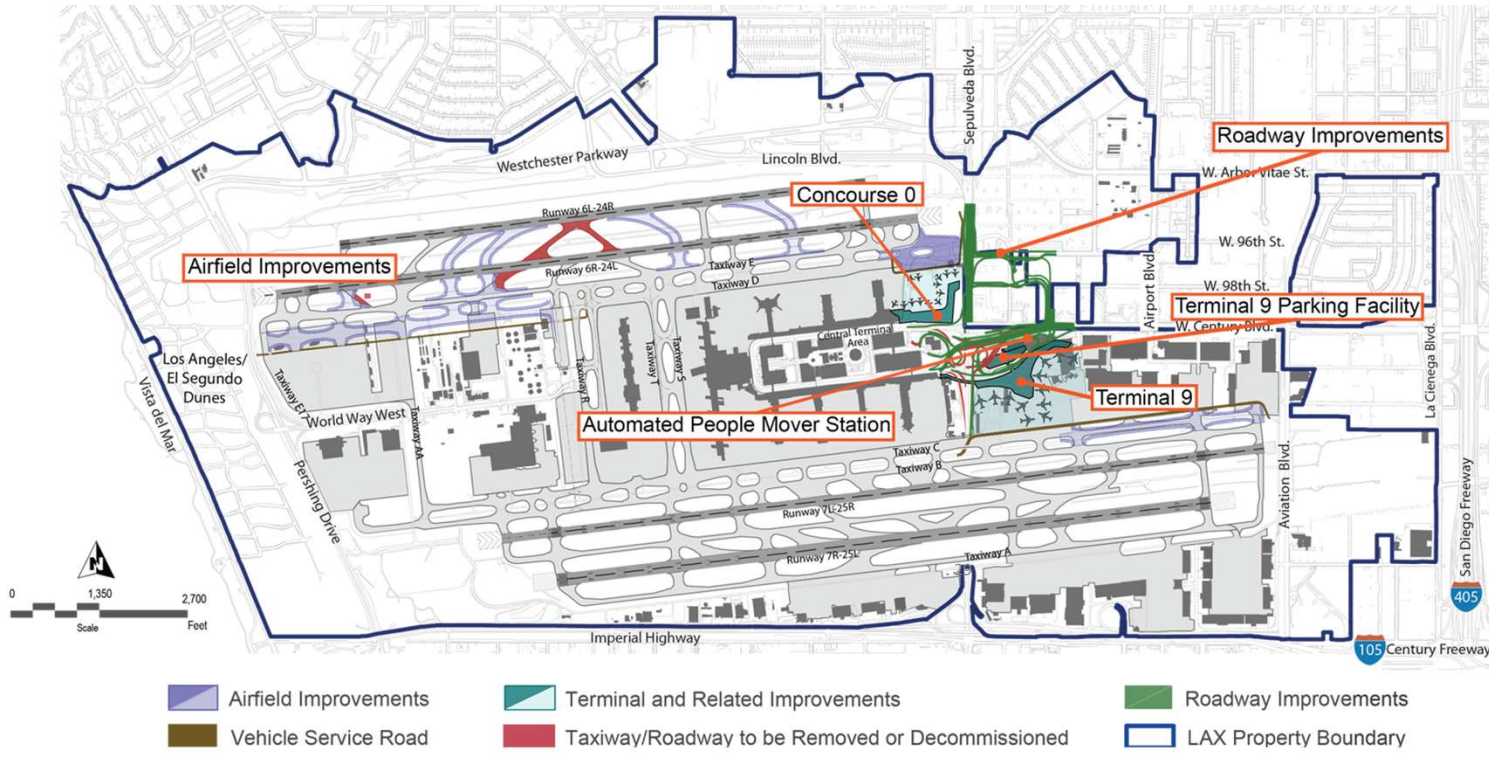 Sepulveda Blvd.
Roadway Improvements
Westchester Parkway
Lincoln Blvd.
W. Arbor Vitae St.
Concourse 0
Runway 6L-24R
W. 96th St.
Airfield Improvements
Runway 6R-24L
Taxiway E
Taxiway D
W. 98th St.
Airport Blvd.
Terminal 9 Parking Facility
W. Century Blvd.
Central Terminal
Area
Los Angeles/
El Segundo
Dunes
Vista del Mar
Taxiway E17
World Way West
Taxiway AA
Taxiway R
Taxiway T
Taxiway S
La Cienega Blvd.
Terminal 9
Automated People Mover Station
Taxiway C
Taxiway B
Pershing Drive
Runway 7L-25R
Runway 7R-25L
Taxiway A
Aviation Blvd.
San Diego Freeway
405
N
0
1,350
2,700
Scale
Feet
Imperial Highway
105
Century Freeway
Airfield Improvements
Terminal and Related Improvements
Roadway Improvements
Vehicle Service Road
Taxiway/Roadway to be Removed or Decommissioned
LAX Property Boundary